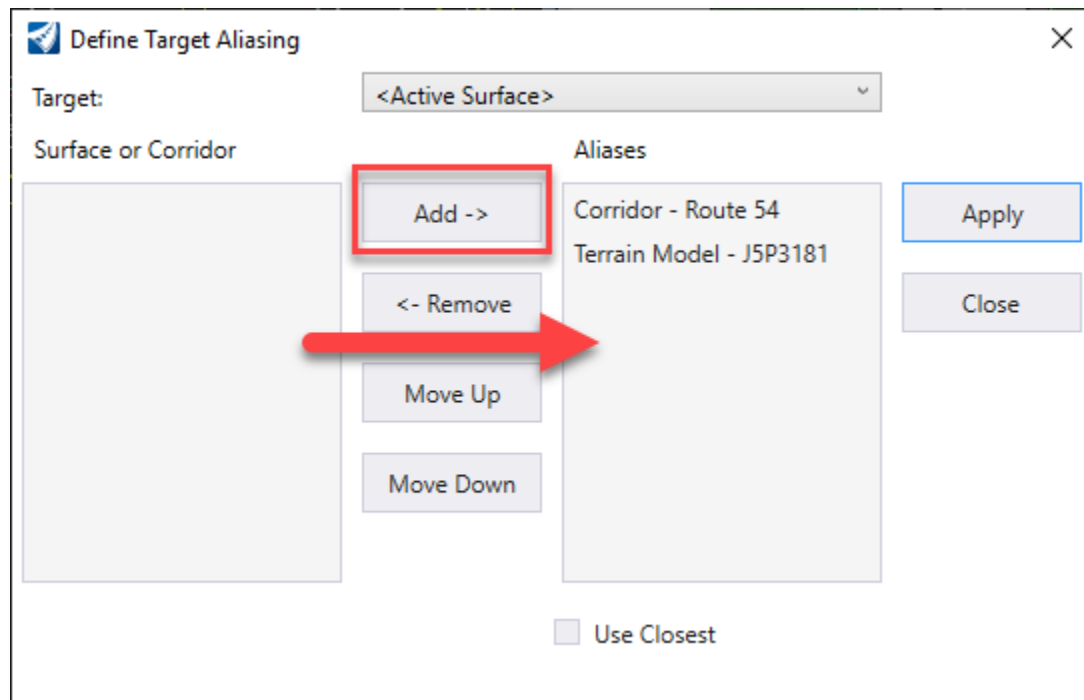 Define Target Aliasing
Target:
<Active Surface>
Surface or Corridor
Aliases
Add ->
Corridor - Route 54
Terrain Model - J5P3181
Apply
<- Remove
Close
Move Up
Move Down
Use Closest